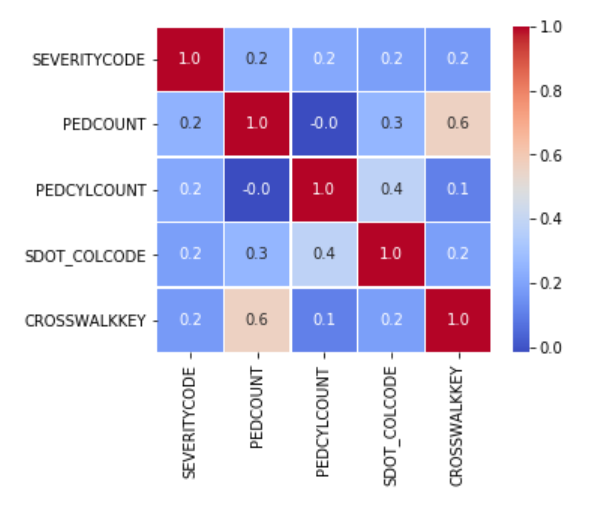 SEVERITYCODE 1.0 0.2 0.2 0.2 0.2
PEDCOUNT 0.2 1.0 -0.0 0.3 0.6
PEDCYLCOUNT 0.2 -0.0 1.0 0.4 0.1
SDOT_COLCODE 0.2 0.3 0.4 1.0 0.2
CROSSWALKKEY 0.2 0.6 0.1 0.2 1.0
SEVERITYCODE
PEDCOUNT
PEDCYLCOUNT
SDOT_COLCODE
CROSSWALKKEY
1.0
0.8
0.6
0.4
0.2
0.0